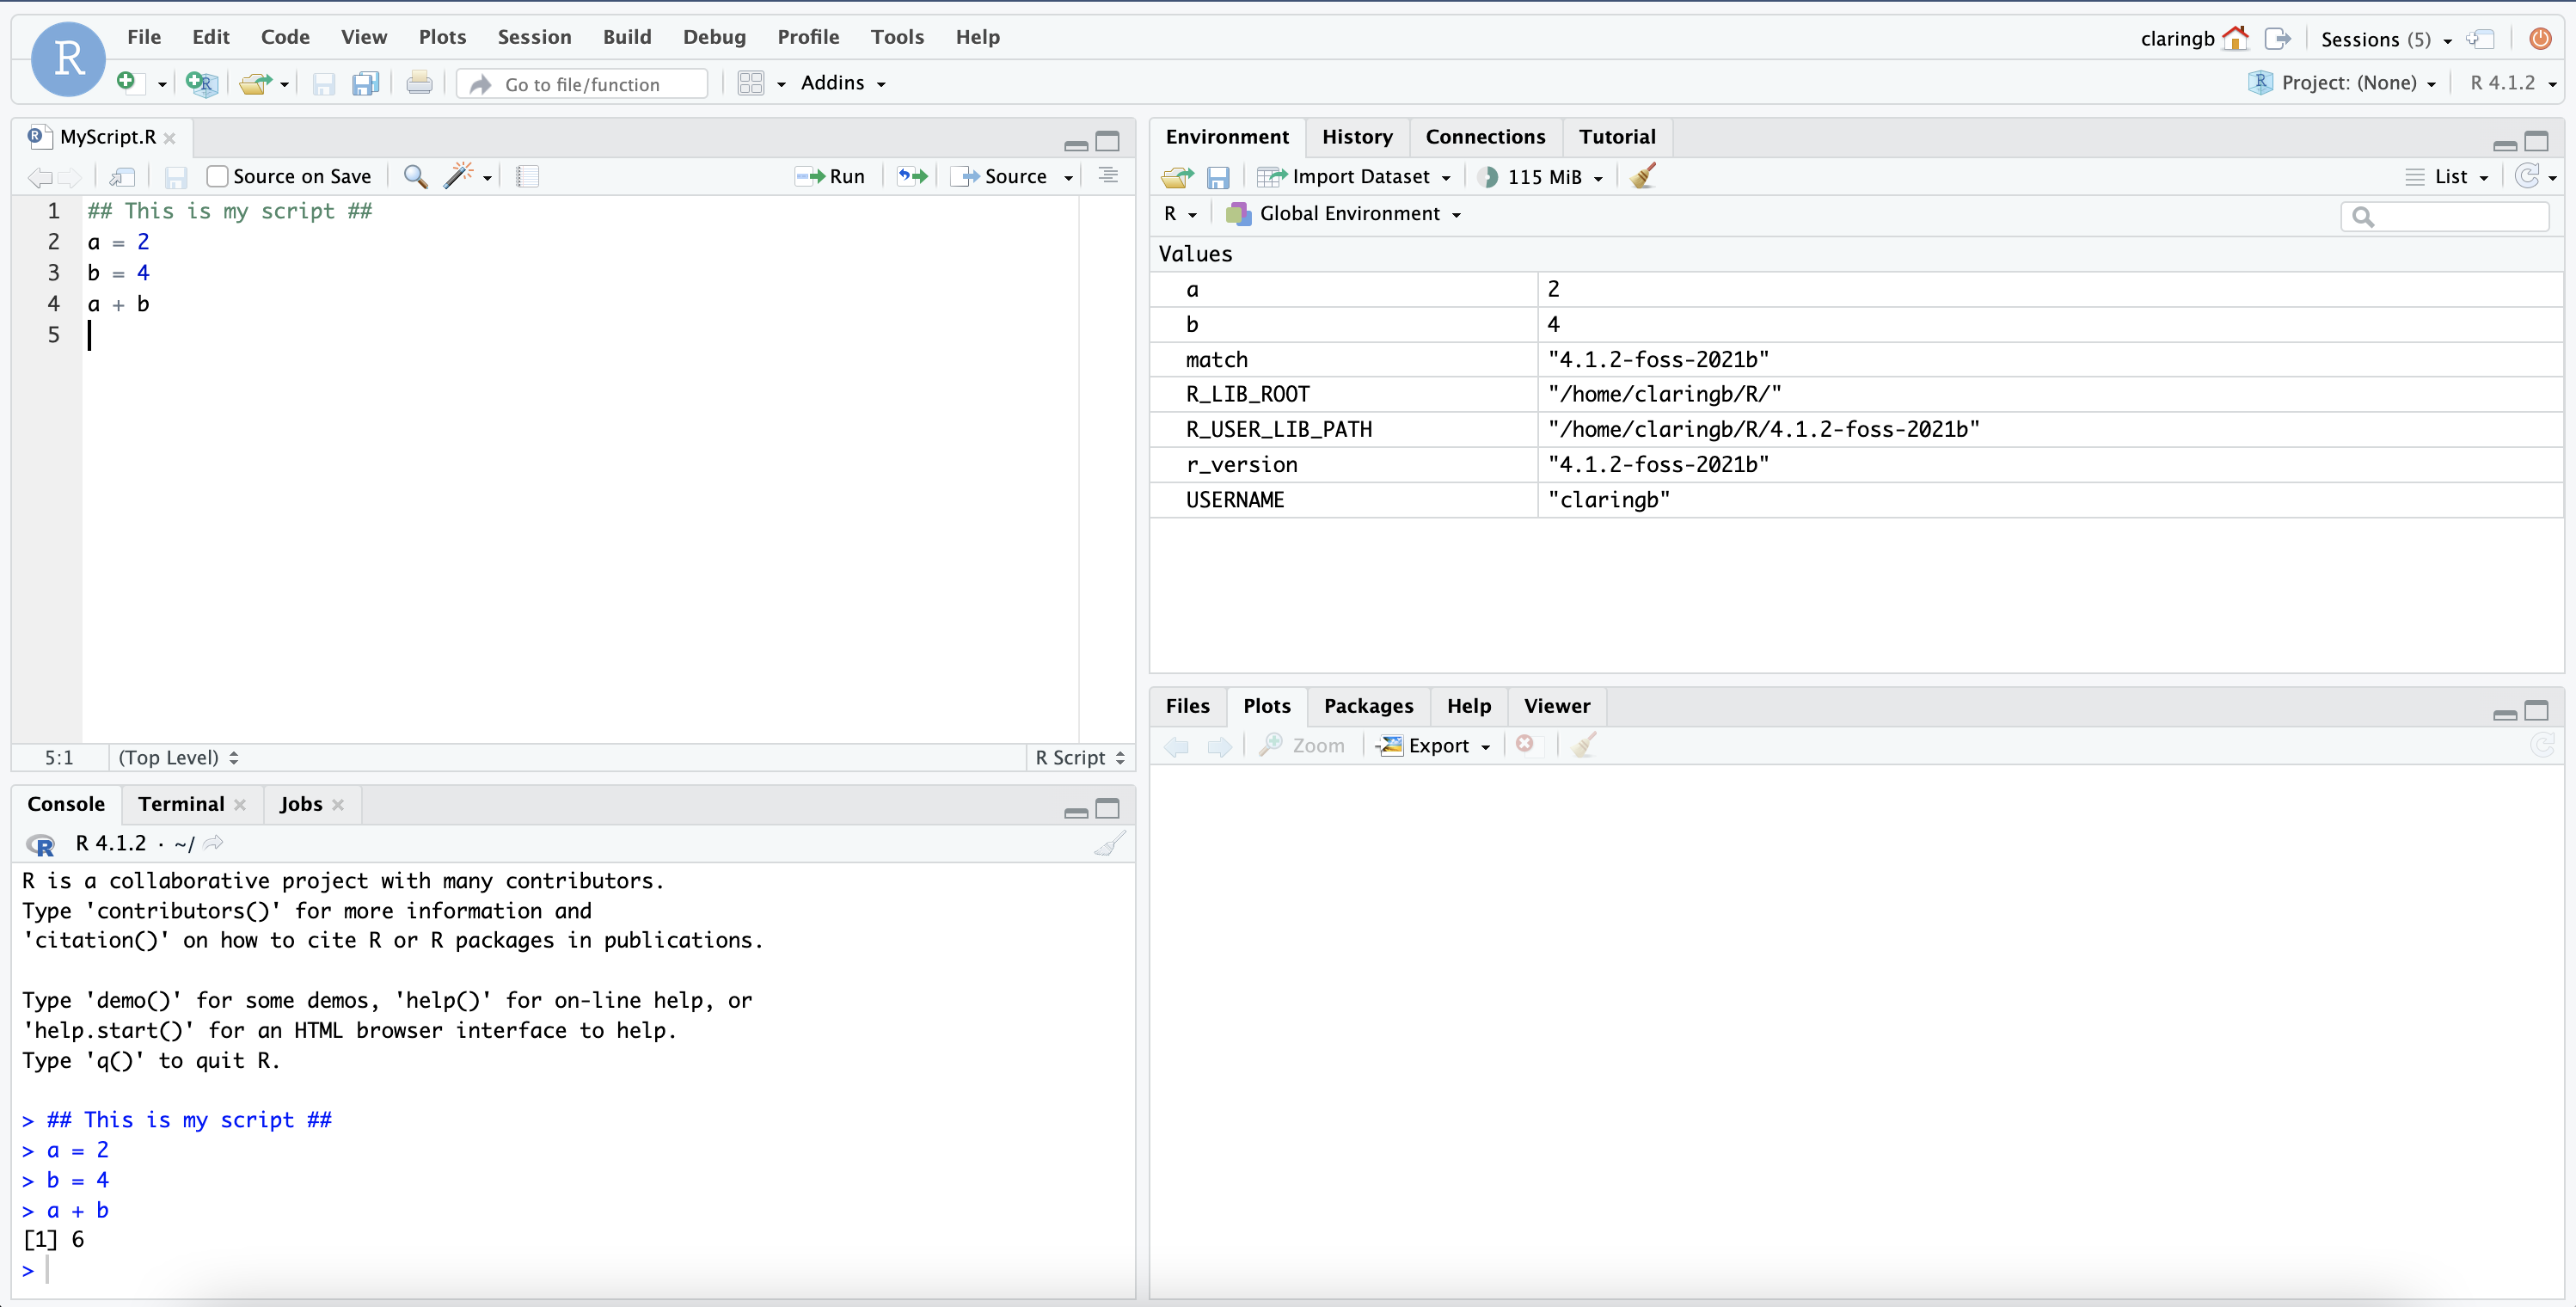 R
File Edit Code View Plots Session Build Debug Profile Tools Help
claringb Sessions (5)
Go to file/function Addins
Project: (None) R 4.1.2
MyScript.R
Source on Save Run Source
1 ## This is my script ##
2 a = 2
3 b = 4
4 a + b
5
5:1 (Top Level) R Script
Console Terminal Jobs
R 4.1.2 · ~/
R is a collaborative project with many contributors.
Type 'contributors()' for more information and
'citation()' on how to cite R or R packages in publications.
Type 'demo()' for some demos, 'help()' for on-line help, or
'help.start()' for an HTML browser interface to help.
Type 'q()' to quit R.
> ## This is my script ##
> a = 2
> b = 4
> a + b
[1] 6
>
Environment History Connections Tutorial
Import Dataset 115 MiB List
R Global Environment
Values
a 2
b 4
match "4.1.2-foss-2021b"
R_LIB_ROOT "/home/claringb/R/"
R_USER_LIB_PATH "/home/claringb/R/4.1.2-foss-2021b"
r_version "4.1.2-foss-2021b"
USERNAME "claringb"
Files Plots Packages Help Viewer
Zoom Export